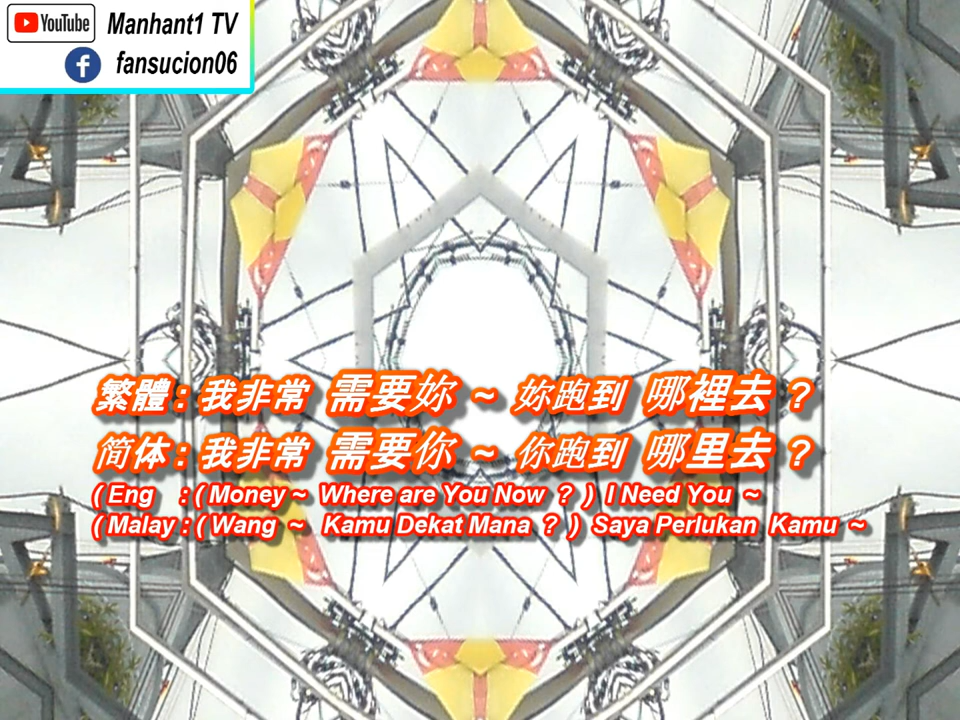 YouTube Manhant1 TV
fansucion06
繁體 : 我非常 需要妳 ~ 妳跑到 哪裡去 ?
简体 : 我非常 需要你 ~ 你跑到 哪里去 ?
( Eng : ( Money ~ Where are You Now ? ) I Need You ~
( Malay : ( Wang ~ Kamu Dekat Mana ? ) Saya Perlukan Kamu ~